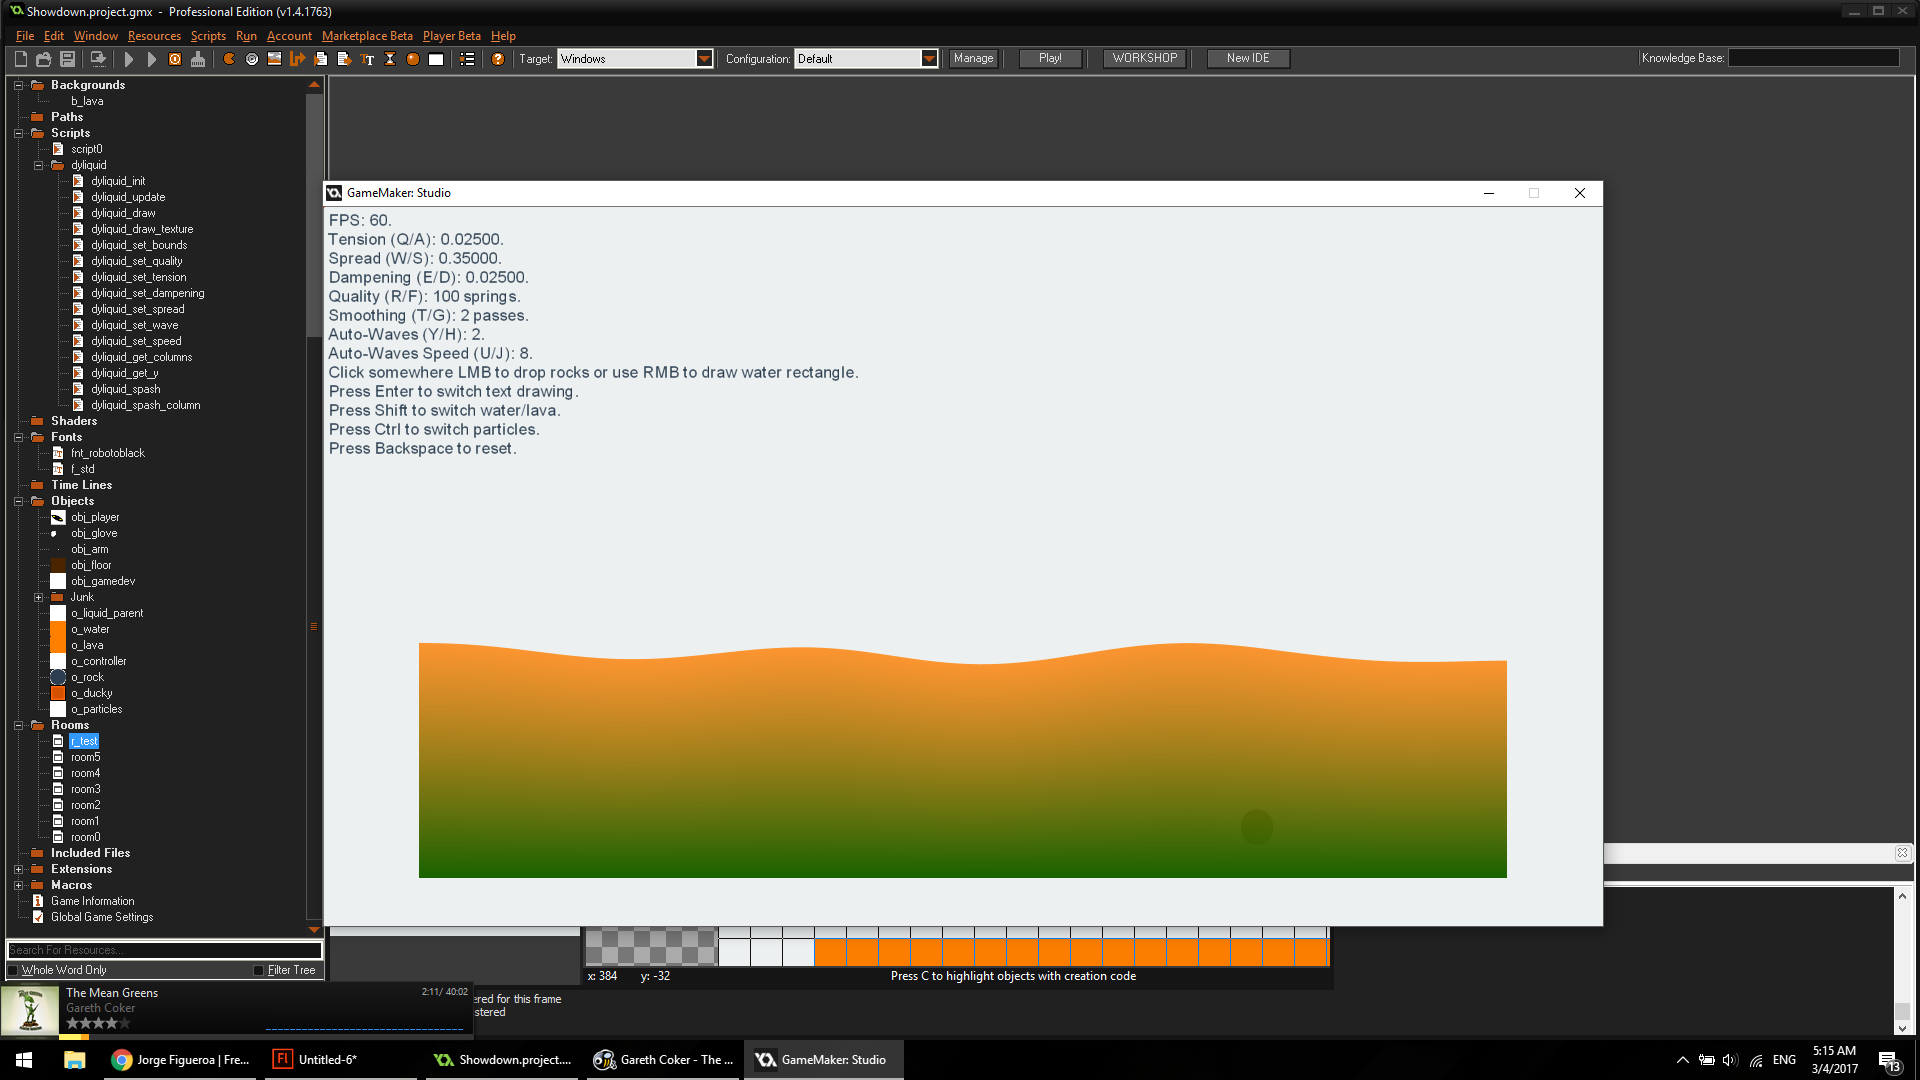 Showdown.project.gmx - Professional Edition (v1.4.1763)
File Edit Window Resources Scripts Run Account Marketplace Beta Player Beta Help
Target: Windows Configuration: Default Manage Play! WORKSHOP New IDE Knowledge Base:
Backgrounds
b_lava
Paths
Scripts
script0
dyliquid
dyliquid_init
dyliquid_update
dyliquid_draw
dyliquid_draw_texture
dyliquid_set_bounds
dyliquid_set_quality
dyliquid_set_tension
dyliquid_set_dampening
dyliquid_set_spread
dyliquid_set_wave
dyliquid_set_speed
dyliquid_get_columns
dyliquid_get_y
dyliquid_spash
dyliquid_spash_column
Shaders
Fonts
fnt_robotoblack
f_std
Time Lines
Objects
obj_player
obj_glove
obj_arm
obj_floor
obj_gamedev
Junk
o_liquid_parent
o_water
o_lava
o_controller
o_rock
o_ducky
o_particles
Rooms
r_test
room5
room4
room3
room2
room1
room0
Included Files
Extensions
Macros
Game Information
Global Game Settings
Search For Resources...
Whole Word Only Filter Tree
GameMaker: Studio
FPS: 60.
Tension (Q/A): 0.02500.
Spread (W/S): 0.35000.
Dampening (E/D): 0.02500.
Quality (R/F): 100 springs.
Smoothing (T/G): 2 passes.
Auto-Waves (Y/H): 2.
Auto-Waves Speed (U/J): 8.
Click somewhere LMB to drop rocks or use RMB to draw water rectangle.
Press Enter to switch text drawing.
Press Shift to switch water/lava.
Press Ctrl to switch particles.
Press Backspace to reset.
x: 384 y: -32 Press C to highlight objects with creation code
ered for this frame
stered
The Mean Greens 2:11/ 40:02
Gareth Coker
Jorge Figueroa | Fre... Untitled-6* Showdown.project.... Gareth Coker - The ... GameMaker: Studio
ENG 5:15 AM
3/4/2017
13